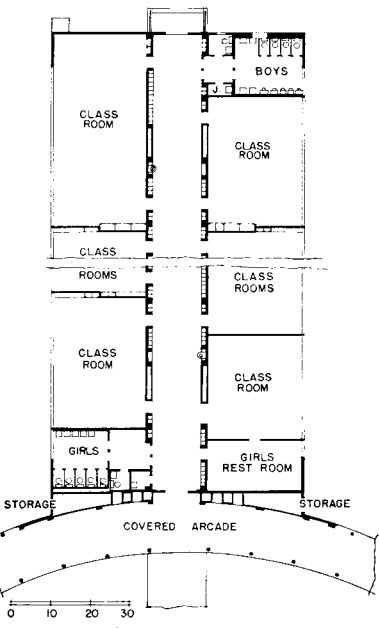 BOYS
J.
CLASS
ROOM
CLASS
ROOM
CLASS
ROOMS
CLASS
ROOMS
CLASS
ROOM
CLASS
ROOM
GIRLS
GIRLS
REST ROOM
STORAGE
STORAGE
COVERED ARCADE
0 10 20 30